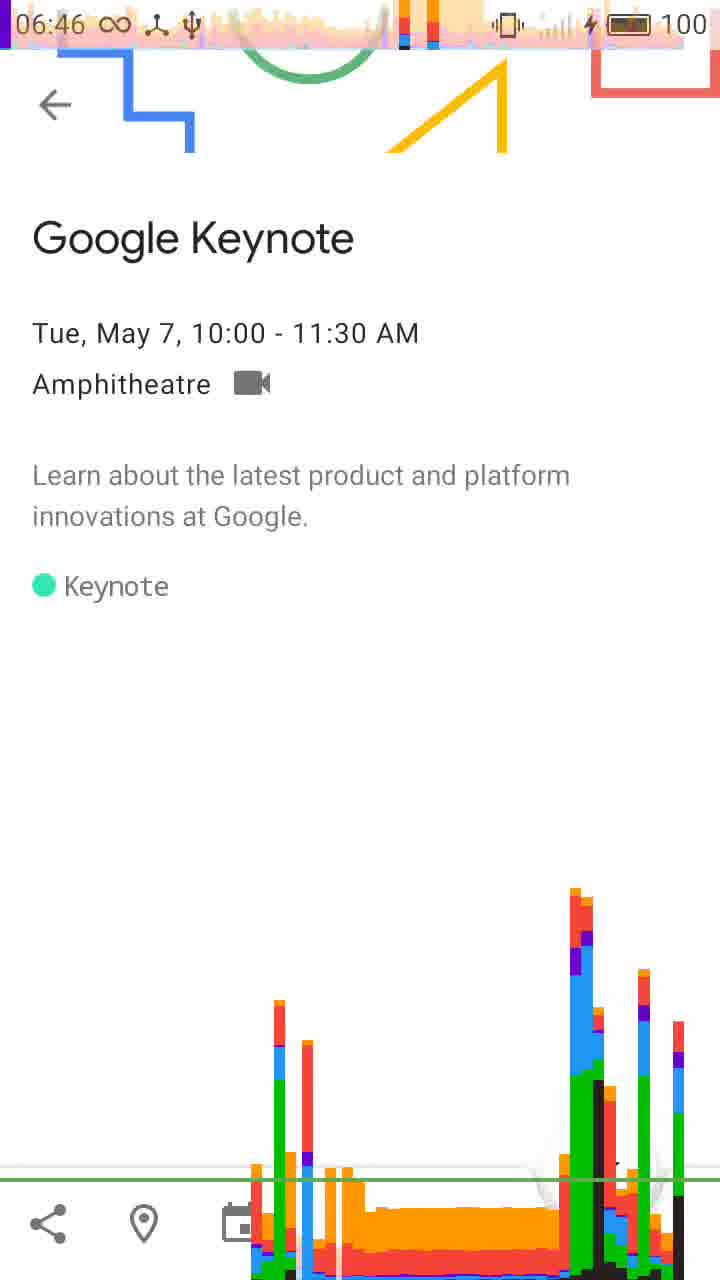 06:46
100
Google Keynote
Tue, May 7, 10:00 - 11:30 AM
Amphitheatre
Learn about the latest product and platform
innovations at Google.
Keynote